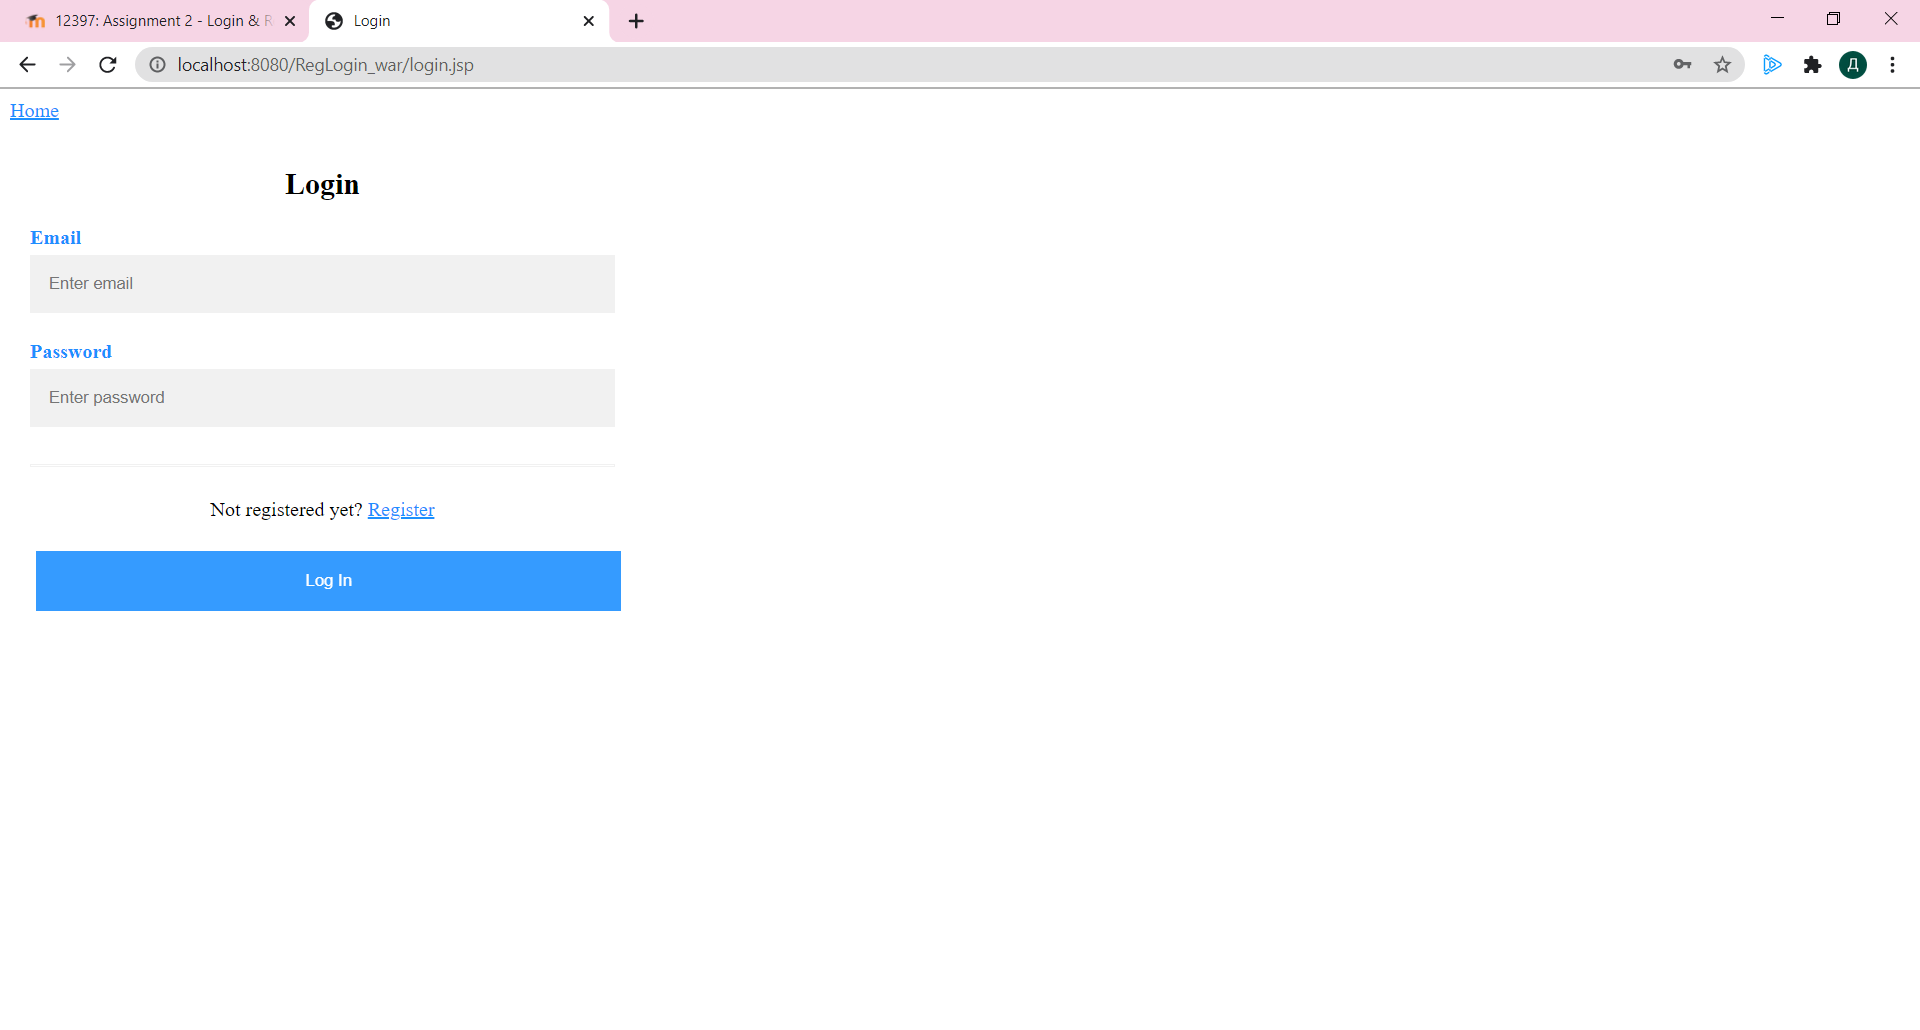 12397: Assignment 2 - Login & R
Login
localhost:8080/RegLogin_war/login.jsp
Д
Home
Login
Email
Enter email
Password
Enter password
Not registered yet? Register
Log In